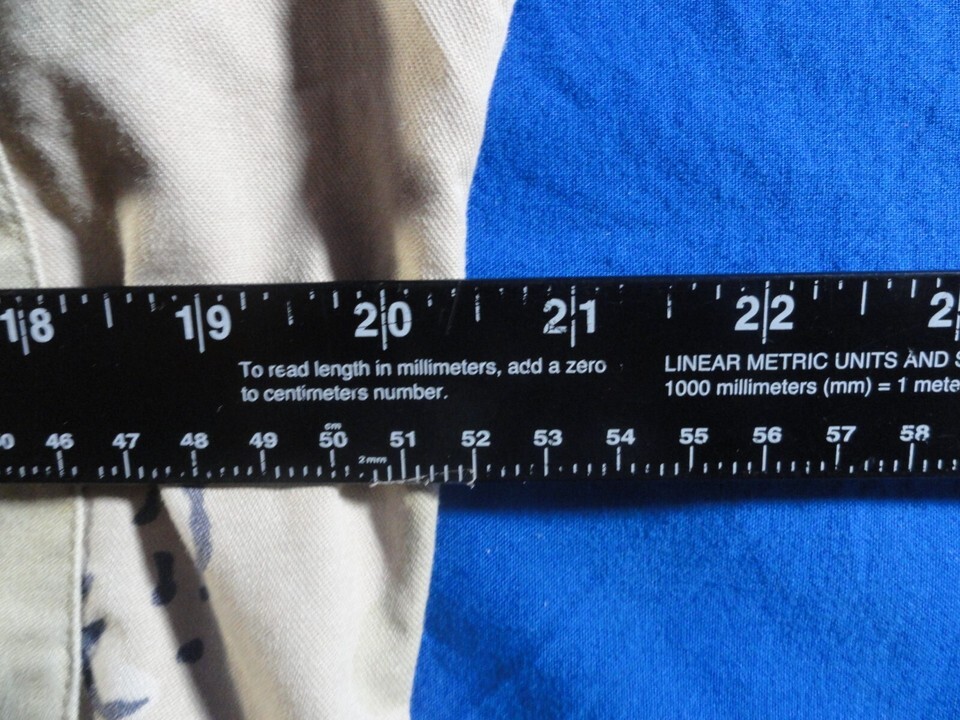 18 19 20 21 22
To read length in millimeters, add a zero
to centimeters number.
LINEAR METRIC UNITS AND
1000 millimeters (mm) = 1
cm
46 47 48 49 50 51 52 53 54 55 56 57 58
2mm